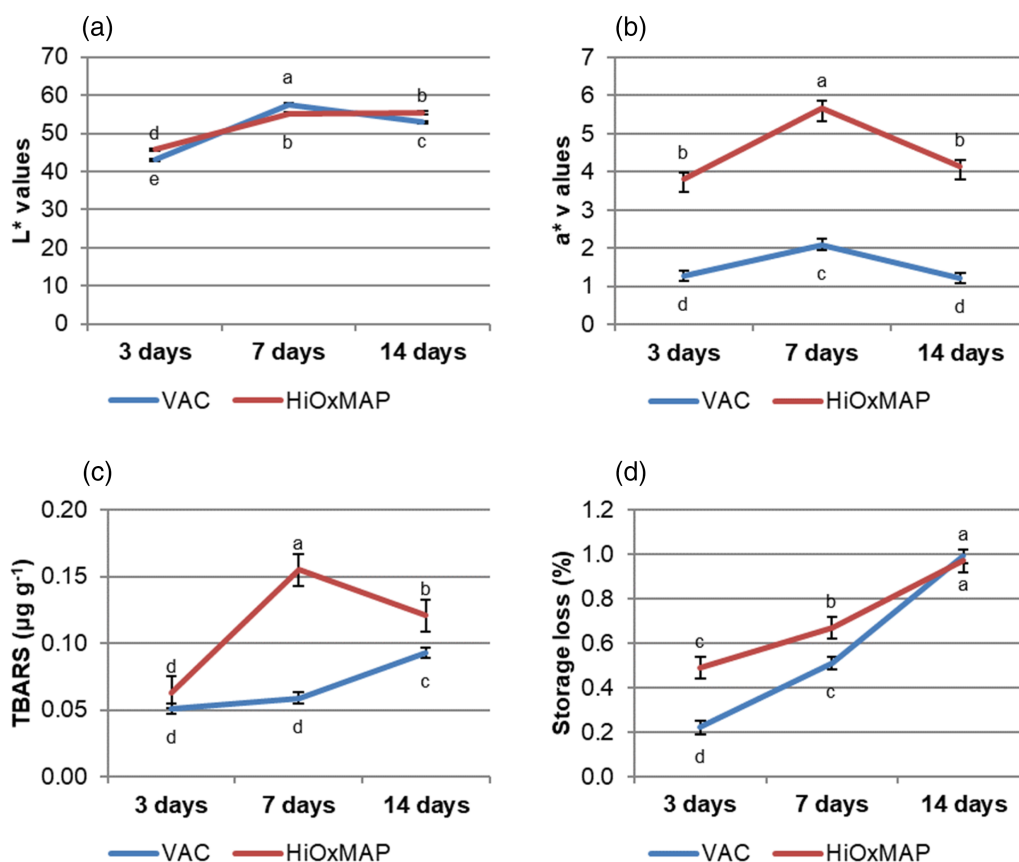 (a)
70
60
50
40
30
20
10
0
L* values
a
b
d
e
b
c
3 days 7 days 14 days
VAC HiOxMAP
(b)
7
6
5
4
3
2
1
0
a* v alues
a
b
b
d
c
d
3 days 7 days 14 days
VAC HiOxMAP
(c)
0.20
0.15
0.10
0.05
0.00
TBARS (µg g-1)
a
b
d
c
d
d
3 days 7 days 14 days
VAC HiOxMAP
(d)
1.2
1.0
0.8
0.6
0.4
0.2
0.0
Storage loss (%)
a
a
b
c
c
d
3 days 7 days 14 days
VAC HiOxMAP